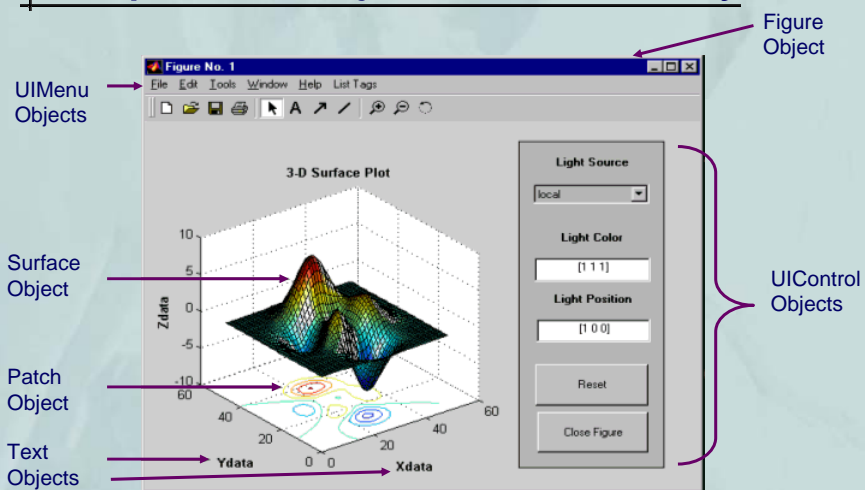 Figure
Object
Figure No. 1
UIMenu
Objects
File Edit Tools Window Help List Tags
A
3-D Surface Plot
Light Source
local
Light Color
[1 1 1]
Light Position
[1 0 0]
Reset
Close Figure
UIControl
Objects
Surface
Object
Zdata
10
5
0
-5
-10
Patch
Object
60
40
20
0
0
20
40
60
Text
Objects
Ydata
Xdata